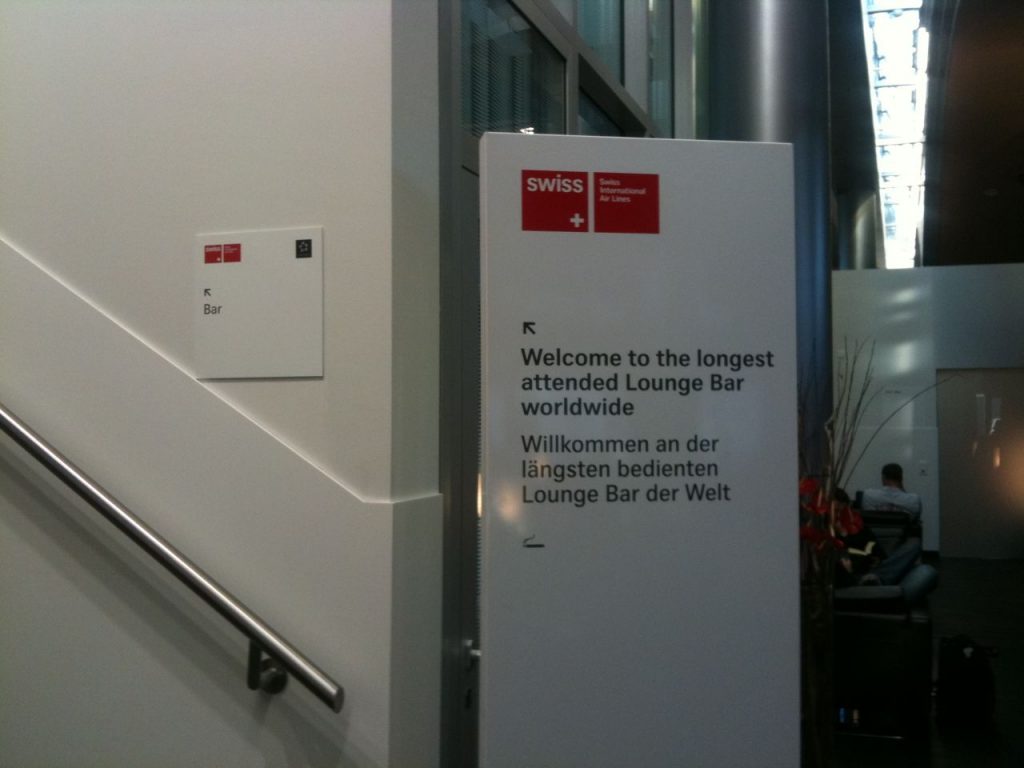 Bar
swiss
Swiss
International
Air Lines
Welcome to the longest
attended Lounge Bar
worldwide
Willkommen an der
längsten bedienten
Lounge Bar der Welt